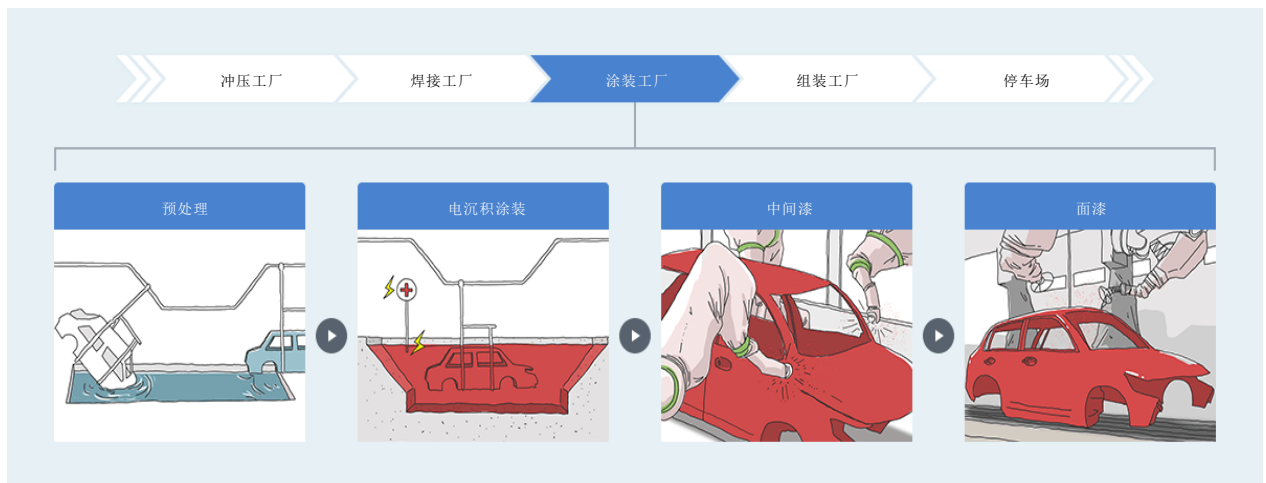 冲压工厂
焊接工厂
涂装工厂
组装工厂
停车场
预处理
电沉积涂装
中间漆
面漆